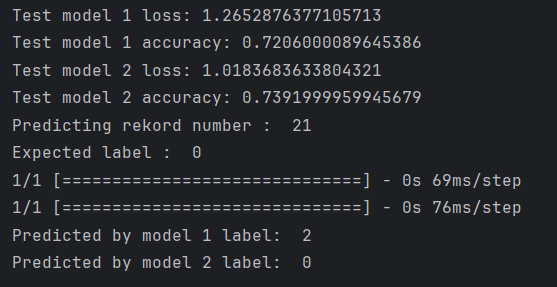 Test model 1 loss: 1.2652876377105713
Test model 1 accuracy: 0.7206000089645386
Test model 2 loss: 1.0183683633804321
Test model 2 accuracy: 0.7391999959945679
Predicting rekord number :  21
Expected label :  0
1/1 [==============================] - 0s 69ms/step
1/1 [==============================] - 0s 76ms/step
Predicted by model 1 label:  2
Predicted by model 2 label:  0